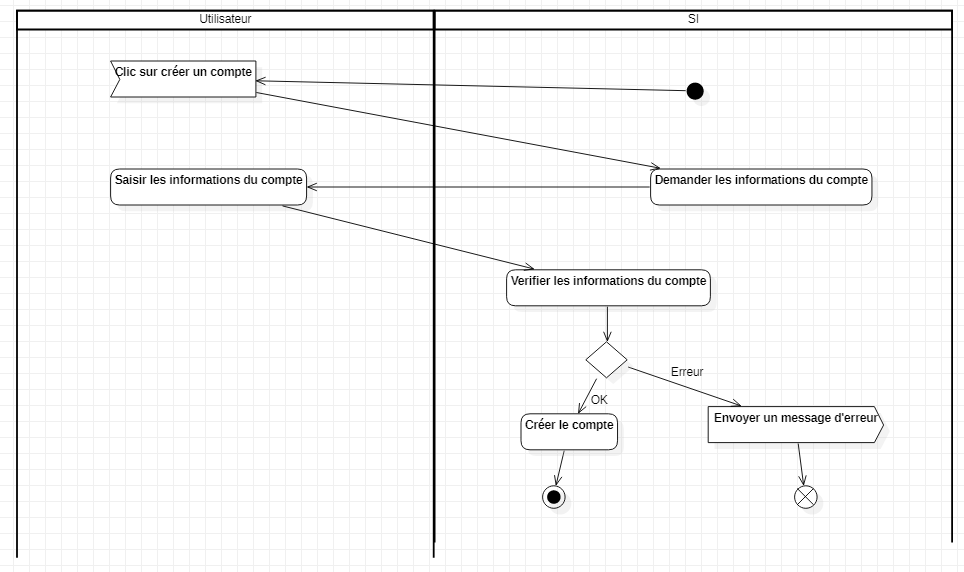 Utilisateur
SI
Clic sur créer un compte
Saisir les informations du compte
Demander les informations du compte
Verifier les informations du compte
Erreur
OK
Créer le compte
Envoyer un message d'erreur